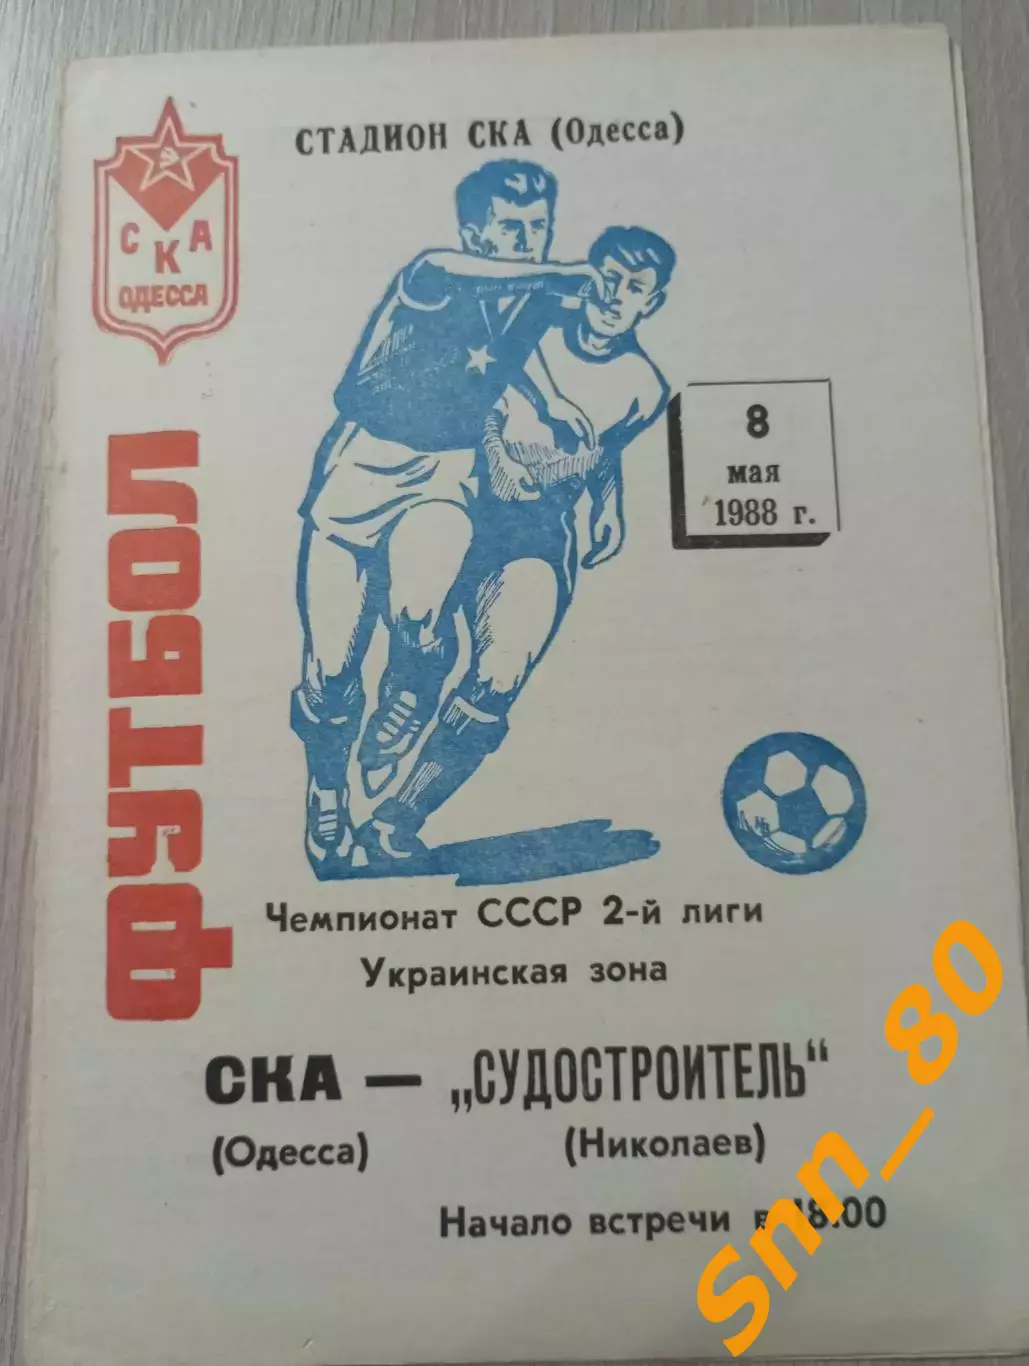 СТАДИОН СКА (Одесса)
СКА
ОДЕССА
ФУТБОЛ
8
мая
1988 г.
Чемпионат СССР 2-й лиги
Украинская зона
СКА — „СУДОСТРОИТЕЛЬ“
(Одесса) (Николаев)
Начало встречи в 18.00
Snn_80